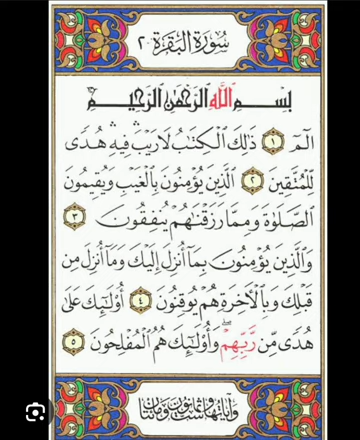 سُورَةُ الْبَقَرَةِ ٢
بِسْمِ ٱللَّهِ ٱلرَّحْمَٰنِ ٱلرَّحِيمِ
الٓمٓ ١ ذَٰلِكَ ٱلْكِتَٰبُ لَا رَيْبَ ۛ فِيهِ ۛ هُدًى
لِّلْمُتَّقِينَ ٢ ٱلَّذِينَ يُؤْمِنُونَ بِٱلْغَيْبِ وَيُقِيمُونَ
ٱلصَّلَوٰةَ وَمِمَّا رَزَقْنَٰهُمْ يُنفِقُونَ ٣
وَٱلَّذِينَ يُؤْمِنُونَ بِمَآ أُنزِلَ إِلَيْكَ وَمَآ أُنزِلَ مِن
قَبْلِكَ وَبِٱلْءَاخِرَةِ هُمْ يُوقِنُونَ ٤ أُو۟لَٰٓئِكَ عَلَىٰ
هُدًى مِّن رَّبِّهِمْ ۖ وَأُو۟لَٰٓئِكَ هُمُ ٱلْمُفْلِحُونَ ٥
وَآيَاتُهَا سِتٌّ وَثَمَانُونَ وَمِائَتَانِ